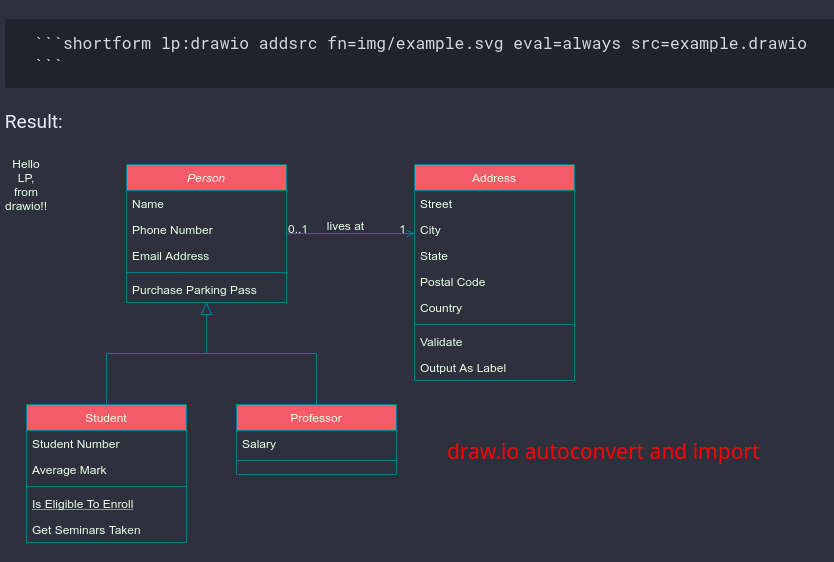 ```shortform lp:drawio addsrc fn=img/example.svg eval=always src=example.drawio
```
Result:
Hello
LP,
from
drawio!!
Person
Name
Phone Number
Email Address
Purchase Parking Pass
0..1
lives at
1
Address
Street
City
State
Postal Code
Country
Validate
Output As Label
Student
Student Number
Average Mark
Is Eligible To Enroll
Get Seminars Taken
Professor
Salary
draw.io autoconvert and import